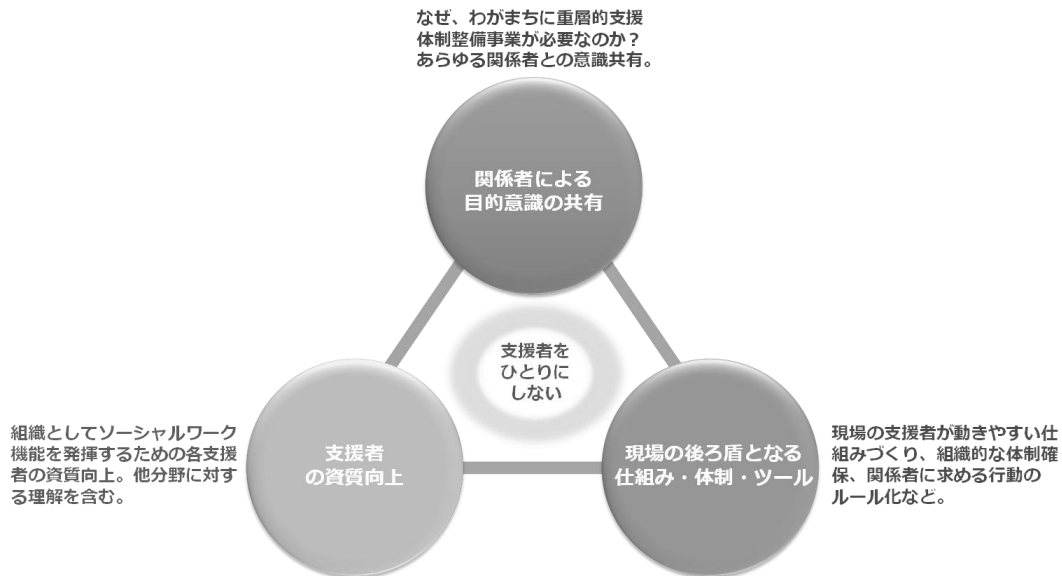 なぜ、わがまちに重層的支援
体制整備事業が必要なのか？
あらゆる関係者との意識共有。
関係者による
目的意識の共有
支援者を
ひとりに
しない
組織としてソーシャルワーク
機能を発揮するための各支援
者の資質向上。他分野に対す
る理解を含む。
支援者
の資質向上
現場の後ろ盾となる
仕組み・体制・ツール
現場の支援者が動きやすい仕
組みづくり、組織的な体制確
保、関係者に求める行動の
ルール化など。